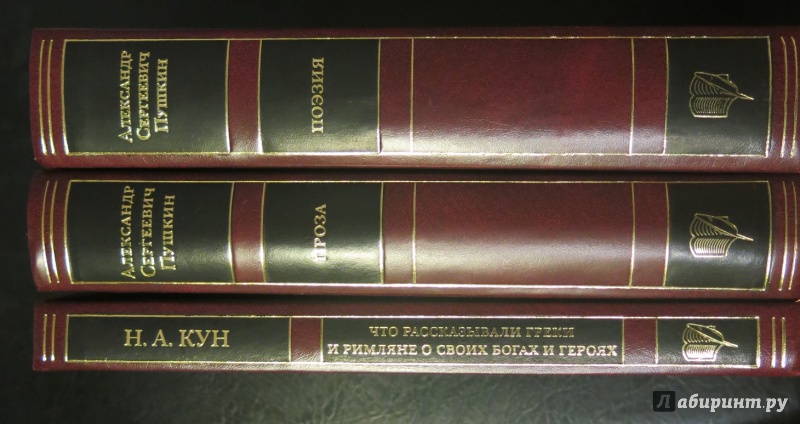 Александр
Сергеевич
Пушкин
ПОЭЗИЯ
Александр
Сергеевич
Пушкин
ПРОЗА
Н. А. КУН
ЧТО РАССКАЗЫВАЛИ ГРЕКИ
И РИМЛЯНЕ О СВОИХ БОГАХ И ГЕРОЯХ
Лабиринт.ру